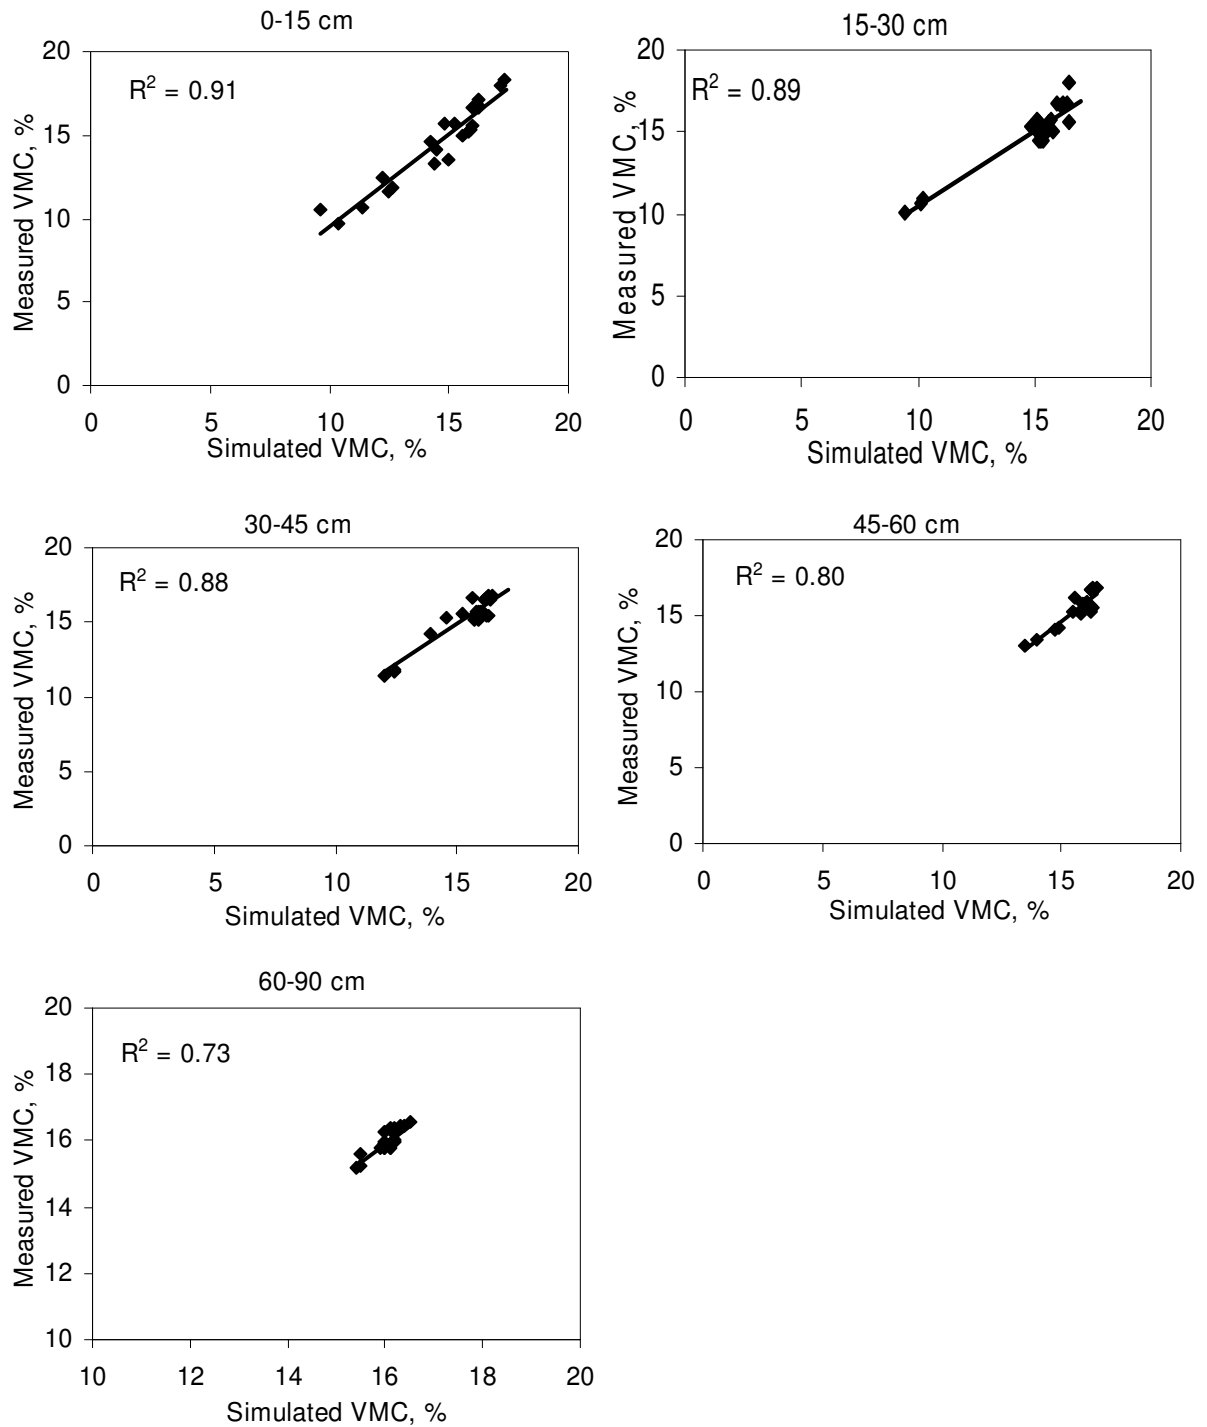 0-15 cm
R² = 0.91
Measured VMC, %
20
15
10
5
0
0 5 10 15 20
Simulated VMC, %
15-30 cm
R² = 0.89
Measured VMC, %
20
15
10
5
0
0 5 10 15 20
Simulated VMC, %
30-45 cm
R² = 0.88
Measured VMC, %
20
15
10
5
0
0 5 10 15 20
Simulated VMC, %
45-60 cm
R² = 0.80
Measured VMC, %
20
15
10
5
0
0 5 10 15 20
Simulated VMC, %
60-90 cm
R² = 0.73
Measured VMC, %
20
18
16
14
12
10
10 12 14 16 18 20
Simulated VMC, %